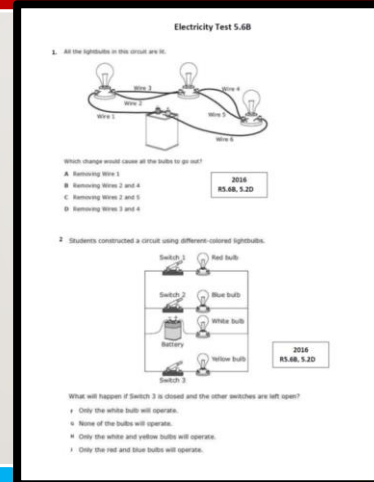 Electricity Test 5.6B
1. All the lightbulbs in this circuit are lit.
Wire 3
Wire 4
Wire 2
Wire 1
Wire 5
Wire 6
Which change would cause all the bulbs to go out?
A Removing Wire 1
B Removing Wires 2 and 4
C Removing Wires 2 and 5
D Removing Wires 3 and 4
2016
R5.6B, 5.2D
2 Students constructed a circuit using different-colored lightbulbs.
Switch 1
Red bulb
Switch 2
Blue bulb
White bulb
Battery
Yellow bulb
Switch 3
2016
R5.6B, 5.2D
What will happen if Switch 3 is closed and the other switches are left open?
F Only the white bulb will operate.
G None of the bulbs will operate.
H Only the white and yellow bulbs will operate.
J Only the red and blue bulbs will operate.